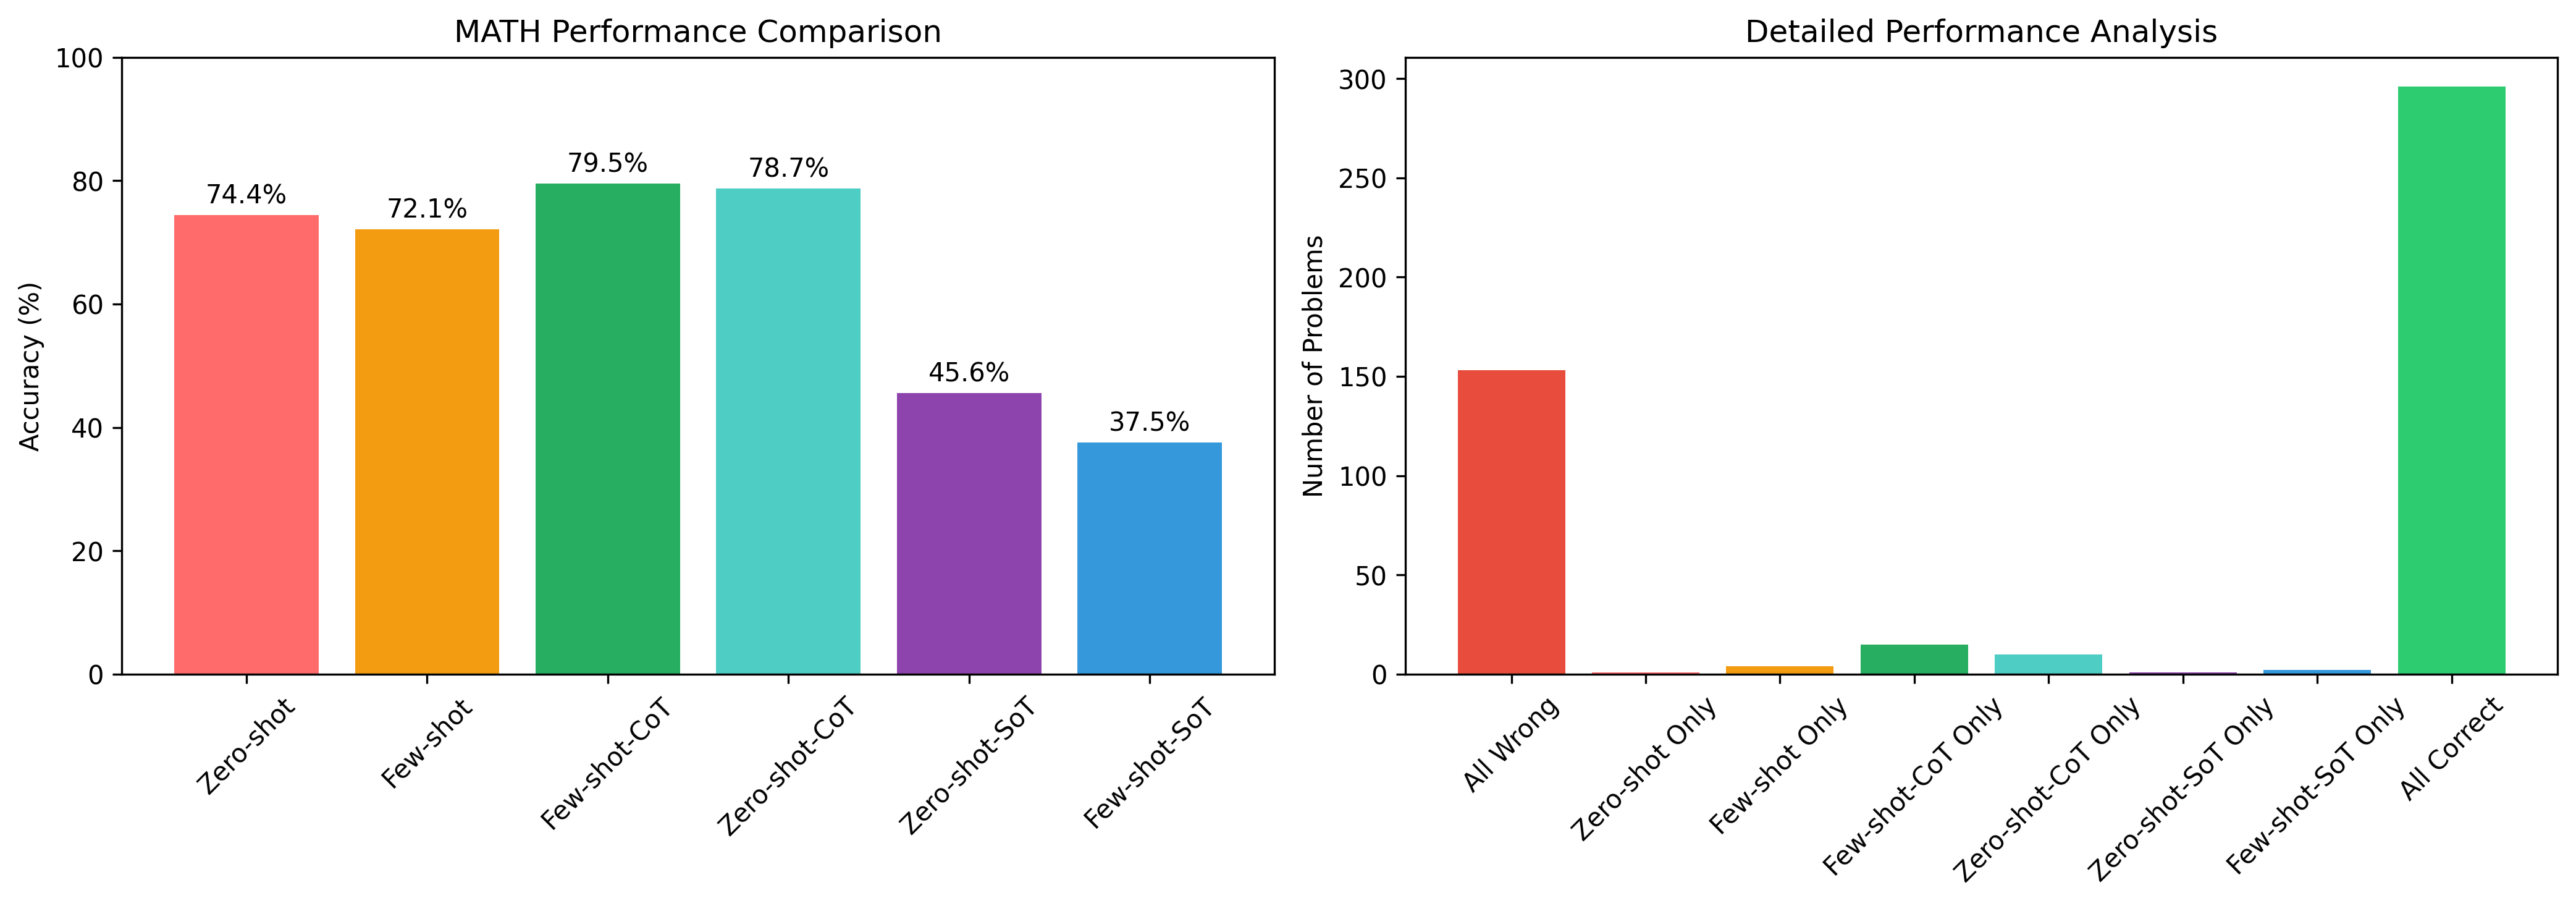 MATH Performance Comparison
Accuracy (%)
100
80
60
40
20
0
74.4%
72.1%
79.5%
78.7%
45.6%
37.5%
Zero-shot
Few-shot
Few-shot-CoT
Zero-shot-CoT
Zero-shot-SoT
Few-shot-SoT
Detailed Performance Analysis
Number of Problems
300
250
200
150
100
50
0
All Wrong
Zero-shot Only
Few-shot Only
Few-shot-CoT Only
Zero-shot-CoT Only
Zero-shot-SoT Only
Few-shot-SoT Only
All Correct